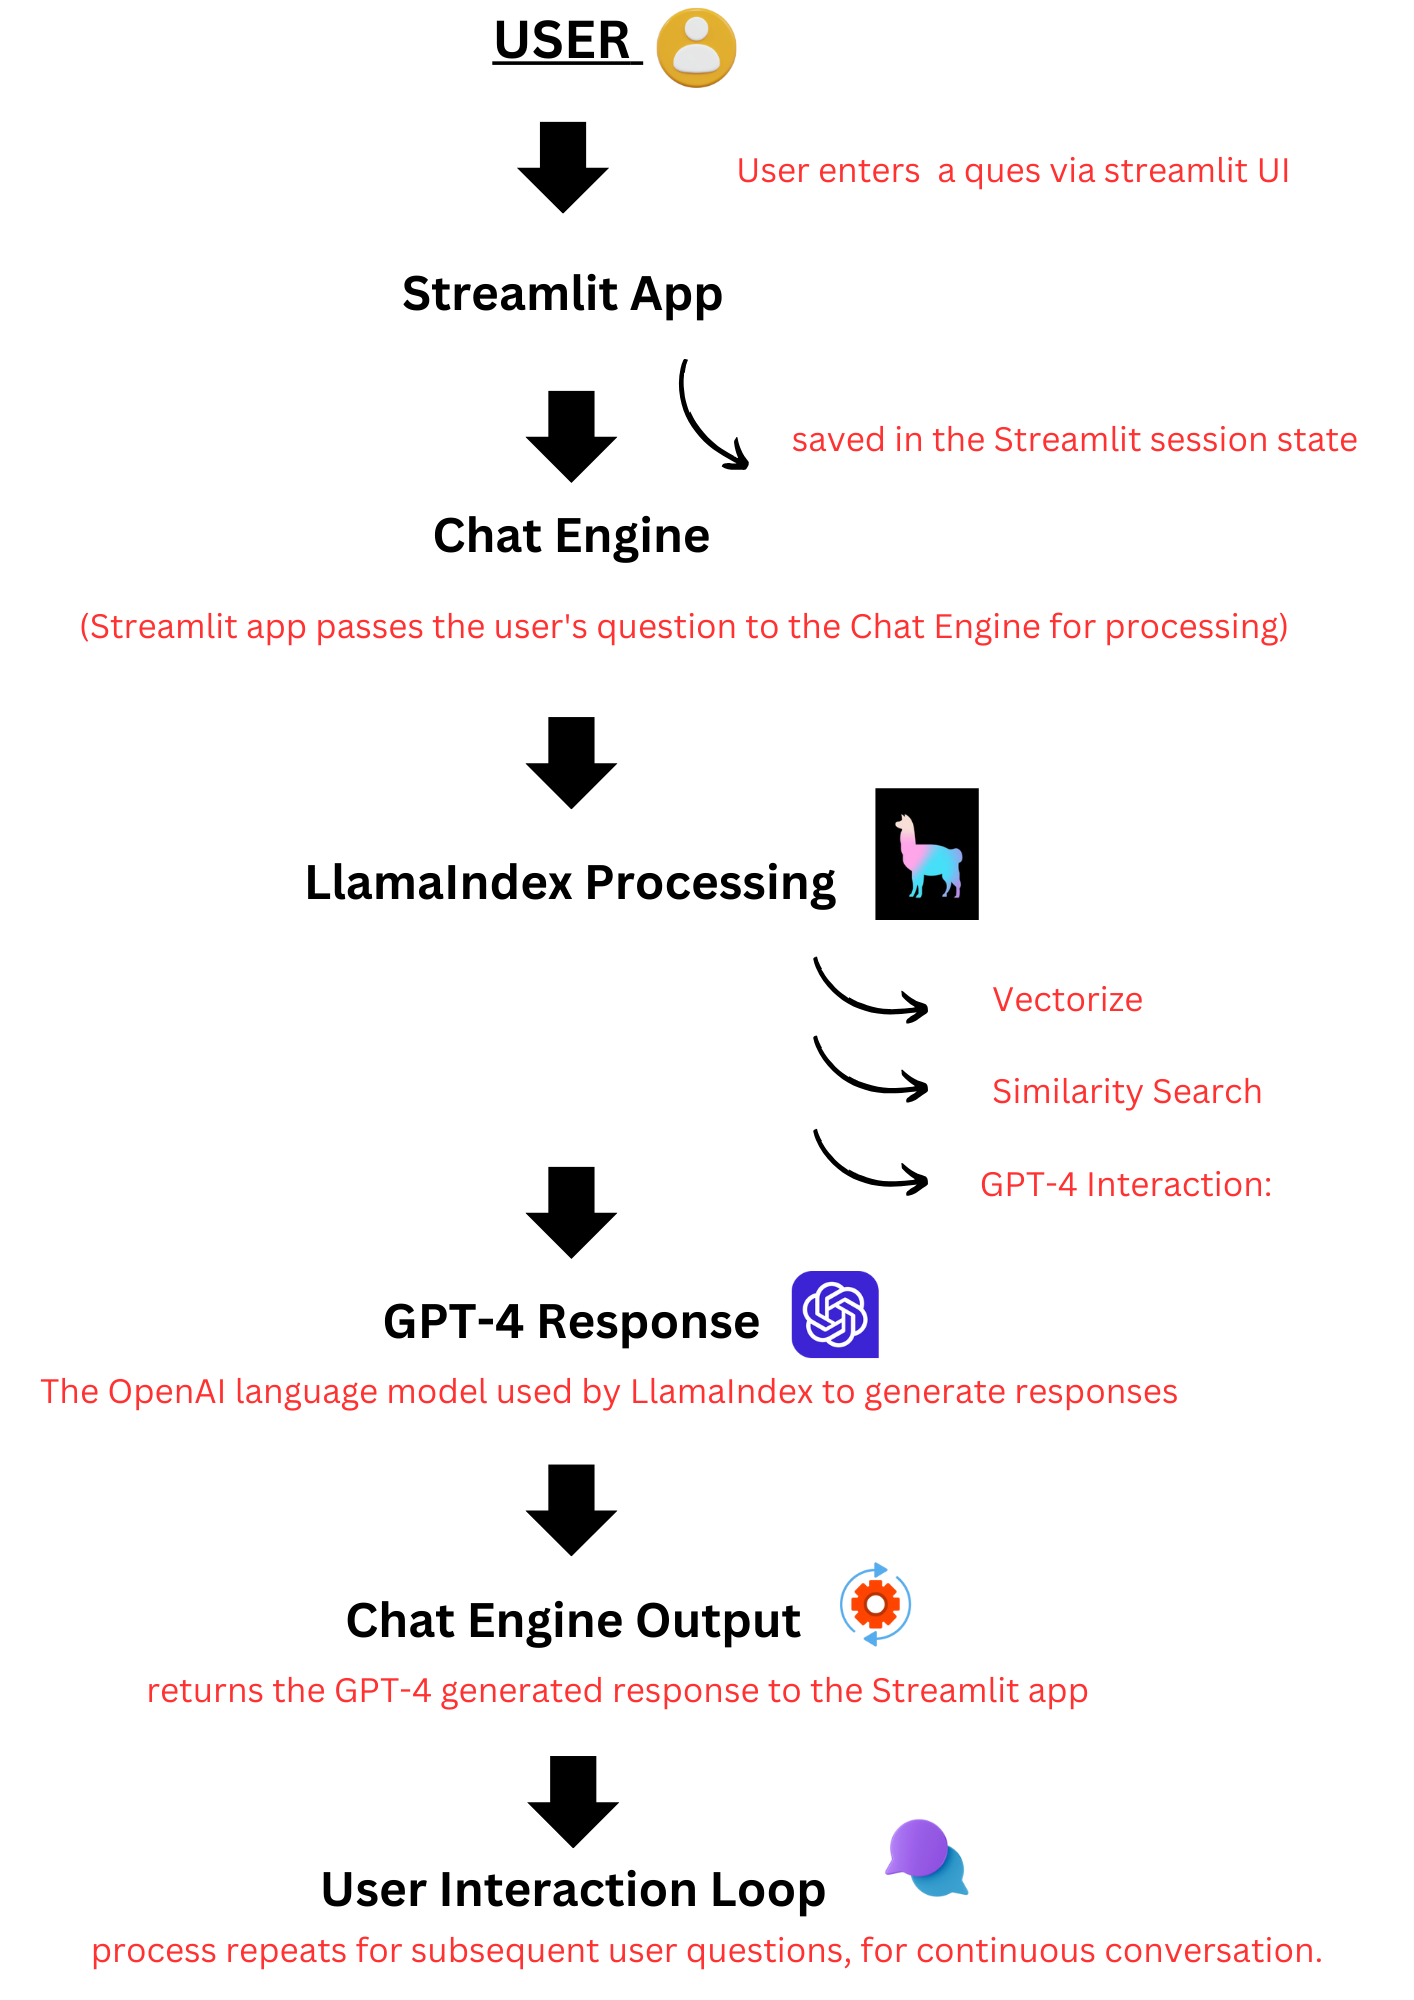 USER
User enters a ques via streamlit UI
Streamlit App
saved in the Streamlit session state
Chat Engine
(Streamlit app passes the user's question to the Chat Engine for processing)
LlamaIndex Processing
Vectorize
Similarity Search
GPT-4 Interaction:
GPT-4 Response
The OpenAI language model used by LlamaIndex to generate responses
Chat Engine Output
returns the GPT-4 generated response to the Streamlit app
User Interaction Loop
process repeats for subsequent user questions, for continuous conversation.